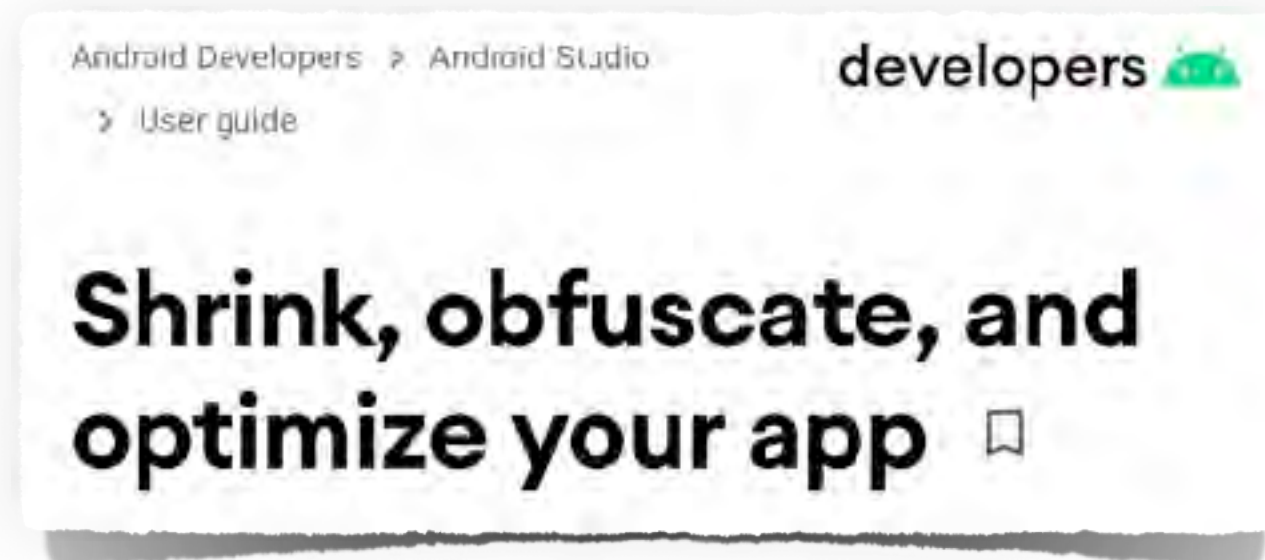 Android Developers > Android Studio
developers
> User guide
Shrink, obfuscate, and
optimize your app